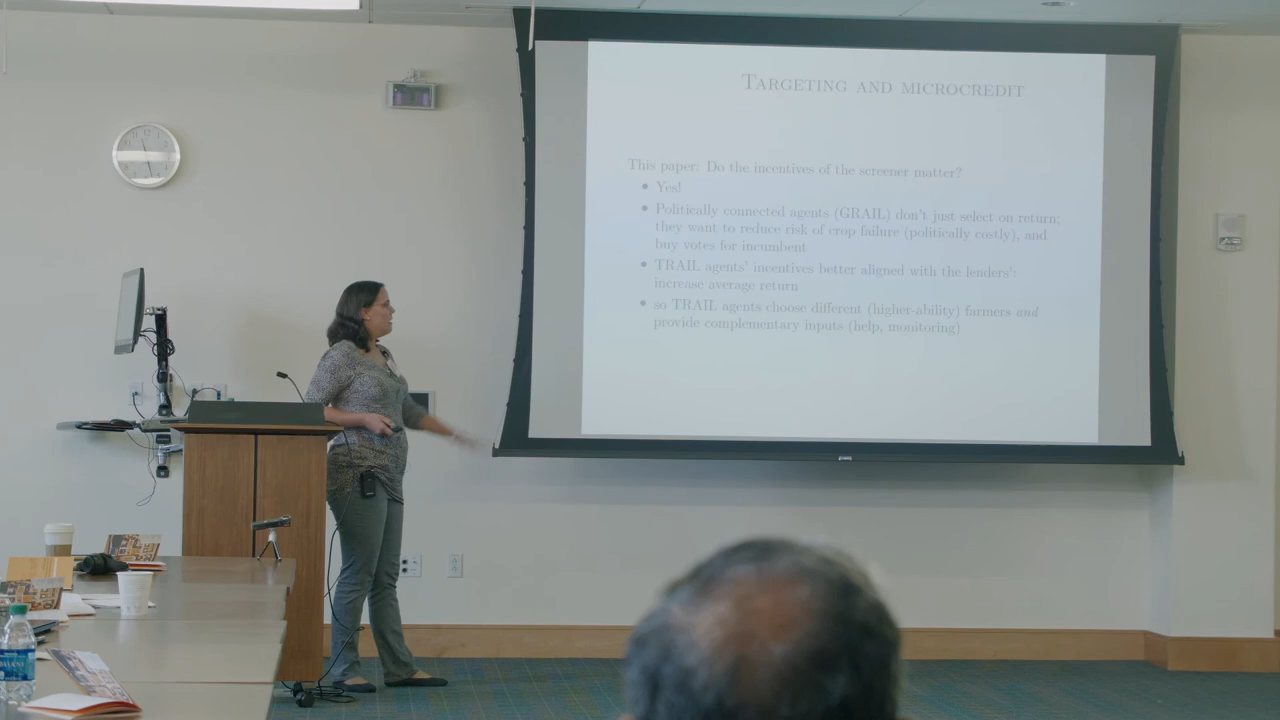 TARGETING AND MICROCREDIT
This paper: Do the incentives of the screener matter?
• Yes!
• Politically connected agents (GRAIL) don't just select on return;
they want to reduce risk of crop failure (politically costly), and
buy votes for incumbent
• TRAIL agents' incentives better aligned with the lenders':
increase average return
• so TRAIL agents choose different (higher-ability) farmers and
provide complementary inputs (help, monitoring)